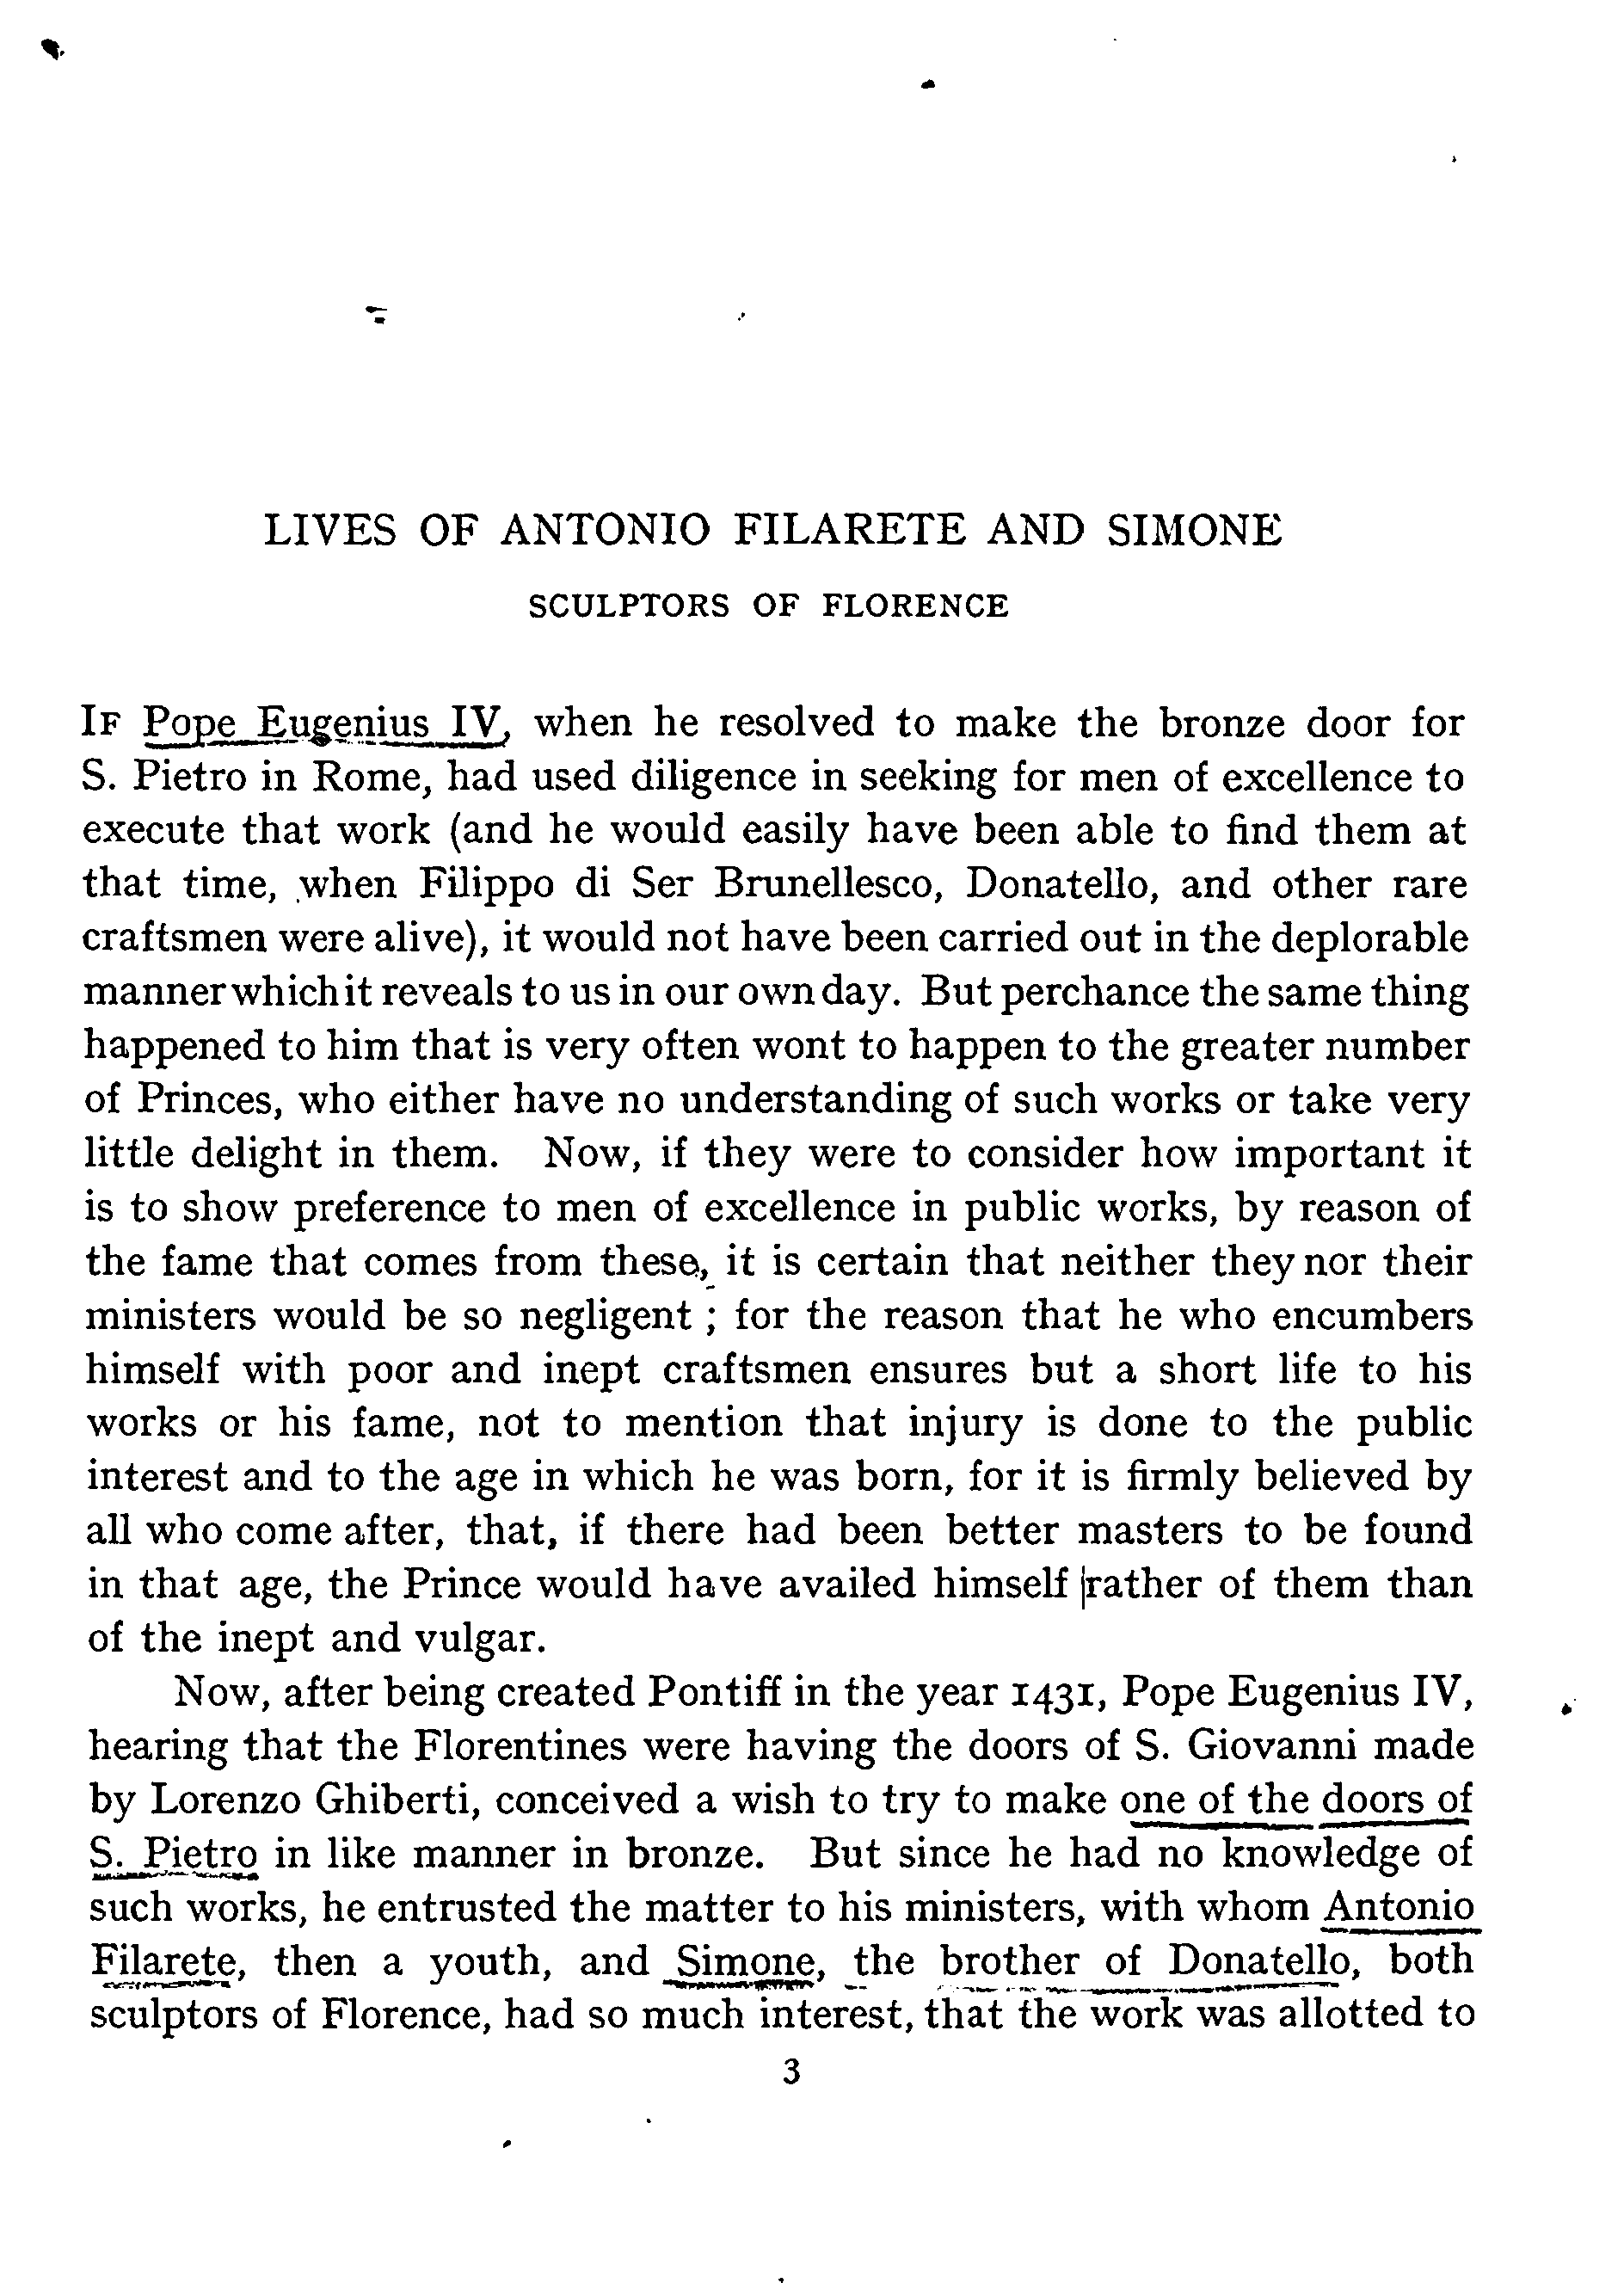 LIVES OF ANTONIO FILARETE AND SIMONE
SCULPTORS OF FLORENCE
IF Pope Eugenius IV, when he resolved to make the bronze door for
S. Pietro in Rome, had used diligence in seeking for men of excellence to
execute that work (and he would easily have been able to find them at
that time, when Filippo di Ser Brunellesco, Donatello, and other rare
craftsmen were alive), it would not have been carried out in the deplorable
manner which it reveals to us in our own day. But perchance the same thing
happened to him that is very often wont to happen to the greater number
of Princes, who either have no understanding of such works or take very
little delight in them. Now, if they were to consider how important it
is to show preference to men of excellence in public works, by reason of
the fame that comes from these, it is certain that neither they nor their
ministers would be so negligent ; for the reason that he who encumbers
himself with poor and inept craftsmen ensures but a short life to his
works or his fame, not to mention that injury is done to the public
interest and to the age in which he was born, for it is firmly believed by
all who come after, that, if there had been better masters to be found
in that age, the Prince would have availed himself rather of them than
of the inept and vulgar.
Now, after being created Pontiff in the year 1431, Pope Eugenius IV,
hearing that the Florentines were having the doors of S. Giovanni made
by Lorenzo Ghiberti, conceived a wish to try to make one of the doors of
S. Pietro in like manner in bronze. But since he had no knowledge of
such works, he entrusted the matter to his ministers, with whom Antonio
Filarete, then a youth, and Simone, the brother of Donatello, both
sculptors of Florence, had so much interest, that the work was allotted to
3